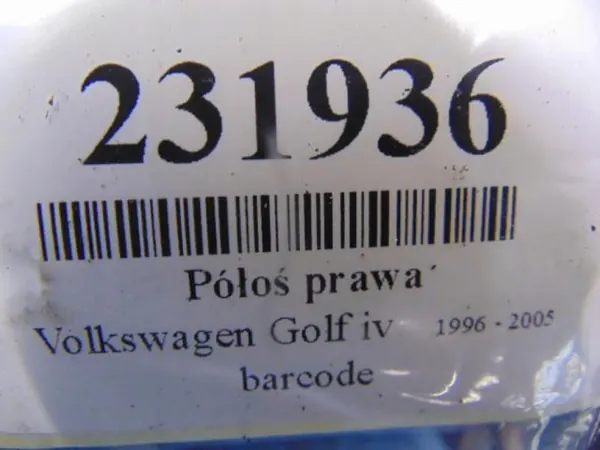 231936
Półoś prawa
Volkswagen Golf iv 1996 - 2005
barcode